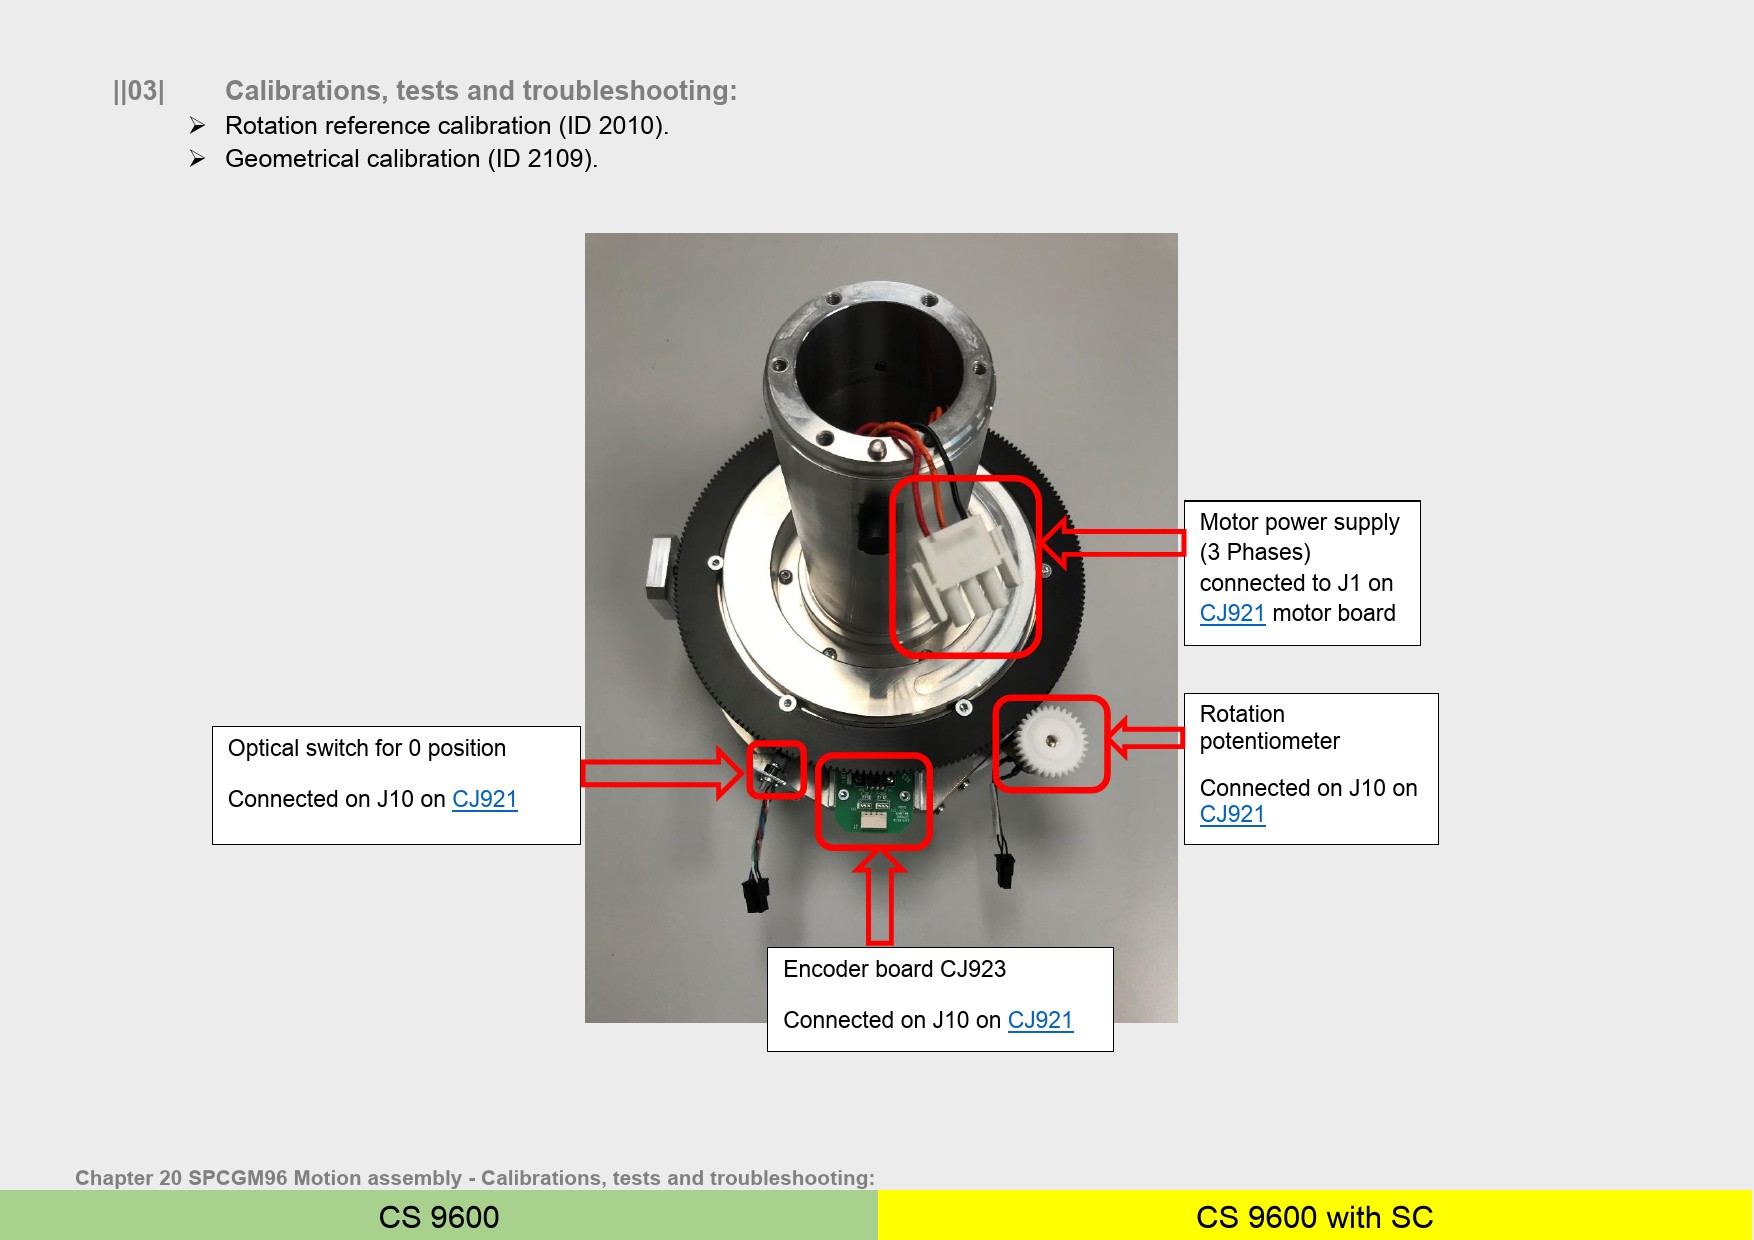 ||03| Calibrations, tests and troubleshooting:
➢ Rotation reference calibration (ID 2010).
➢ Geometrical calibration (ID 2109).
Motor power supply
(3 Phases)
connected to J1 on
CJ921 motor board
Rotation
potentiometer
Connected on J10 on
CJ921
Optical switch for 0 position
Connected on J10 on CJ921
Encoder board CJ923
Connected on J10 on CJ921
Chapter 20 SPCGM96 Motion assembly - Calibrations, tests and troubleshooting:
CS 9600
CS 9600 with SC